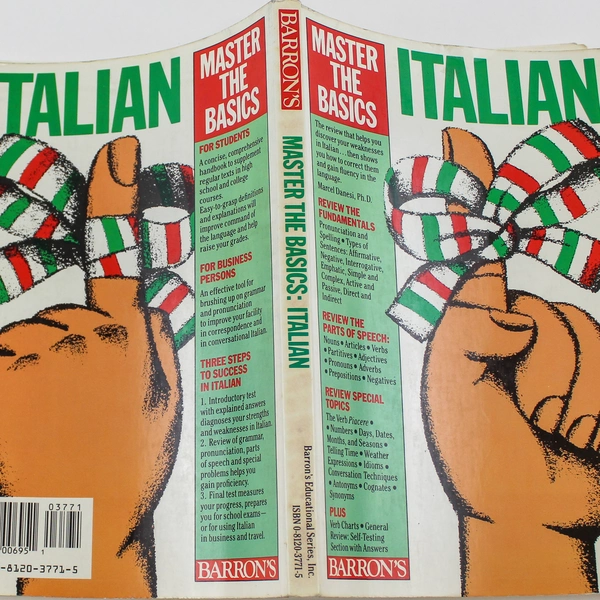 ITALIAN
MASTER
THE
BASICS
FOR STUDENTS
A concise, comprehensive
handbook to supplement
regular texts in high
school and college
courses.
Easy-to-grasp definitions
and explanations will
improve command of
the language and help
raise your grades.
FOR BUSINESS
PERSONS
An effective tool for
brushing up on grammar
and pronunciation
to improve your facility
in correspondence and
in conversational Italian.
THREE STEPS
TO SUCCESS
IN ITALIAN
1. Introductory test
with explained answers
diagnoses your strengths
and weaknesses in Italian.
2. Review of grammar,
pronunciation, parts
of speech and special
problems helps you
gain proficiency.
3. Final test measures
your progress, prepares
you for school exams—
or for using Italian
in business and travel.
BARRON'S
03771
00695
1
-8120-3771-5
BARRON'S
MASTER THE BASICS: ITALIAN
Barron's Educational Series, Inc.
ISBN 0-8120-3771-5
MASTER
THE
BASICS
ITALIAN
The review that helps you
discover your weaknesses
in Italian ... then shows
you how to correct them
and gain fluency in the
language.
Marcel Danesi, Ph.D.
REVIEW THE
FUNDAMENTALS
Pronunciation and
Spelling • Types of
Sentences: Affirmative,
Negative, Interrogative,
Emphatic, Simple and
Complex, Active and
Passive, Direct and
Indirect
REVIEW THE
PARTS OF SPEECH:
Nouns • Articles • Verbs
• Partitives • Adjectives
Pronouns • Adverbs
• Prepositions • Negatives
REVIEW SPECIAL
TOPICS
The Verb Piacere •
• Numbers • Days, Dates,
Months, and Seasons •
Telling Time • Weather
Expressions • Idioms •
Conversation Techniques
• Antonyms • Cognates •
Synonyms
PLUS
Verb Charts • General
Review: Self-Testing
Section with Answers
BARRON'S